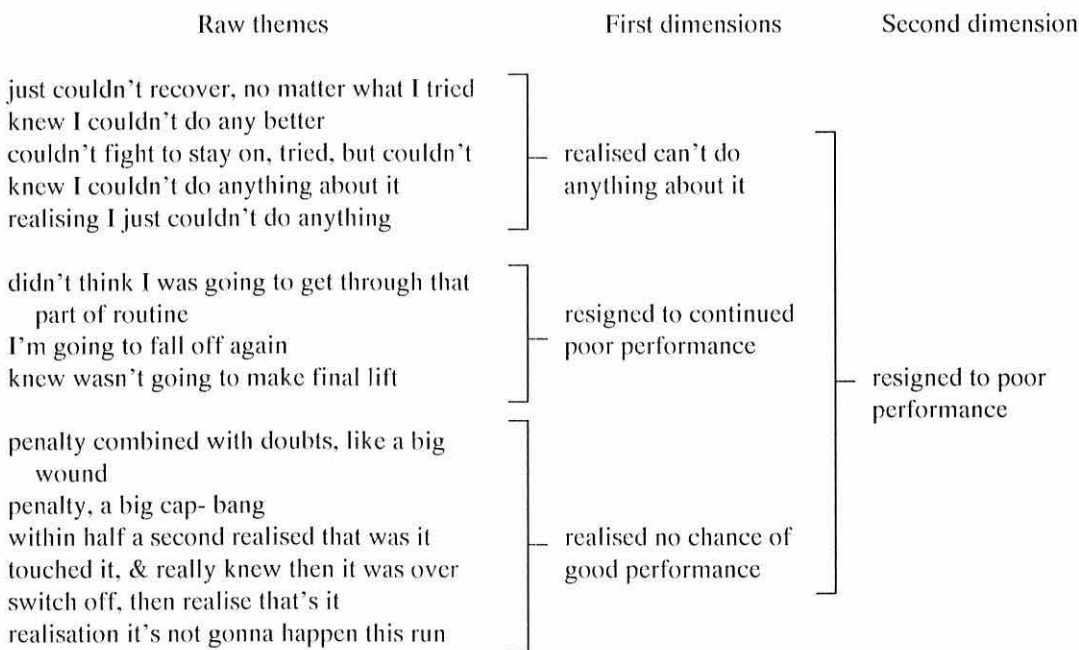 Raw themes First dimensions Second dimension
just couldn't recover, no matter what I tried
knew I couldn't do any better
couldn't fight to stay on, tried, but couldn't
knew I couldn't do anything about it
realising I just couldn't do anything
realised can't do
anything about it
didn't think I was going to get through that
part of routine
I'm going to fall off again
knew wasn't going to make final lift
resigned to continued
poor performance
penalty combined with doubts, like a big
wound
penalty, a big cap- bang
within half a second realised that was it
touched it, & really knew then it was over
switch off, then realise that's it
realisation it's not gonna happen this run
realised no chance of
good performance
resigned to poor
performance